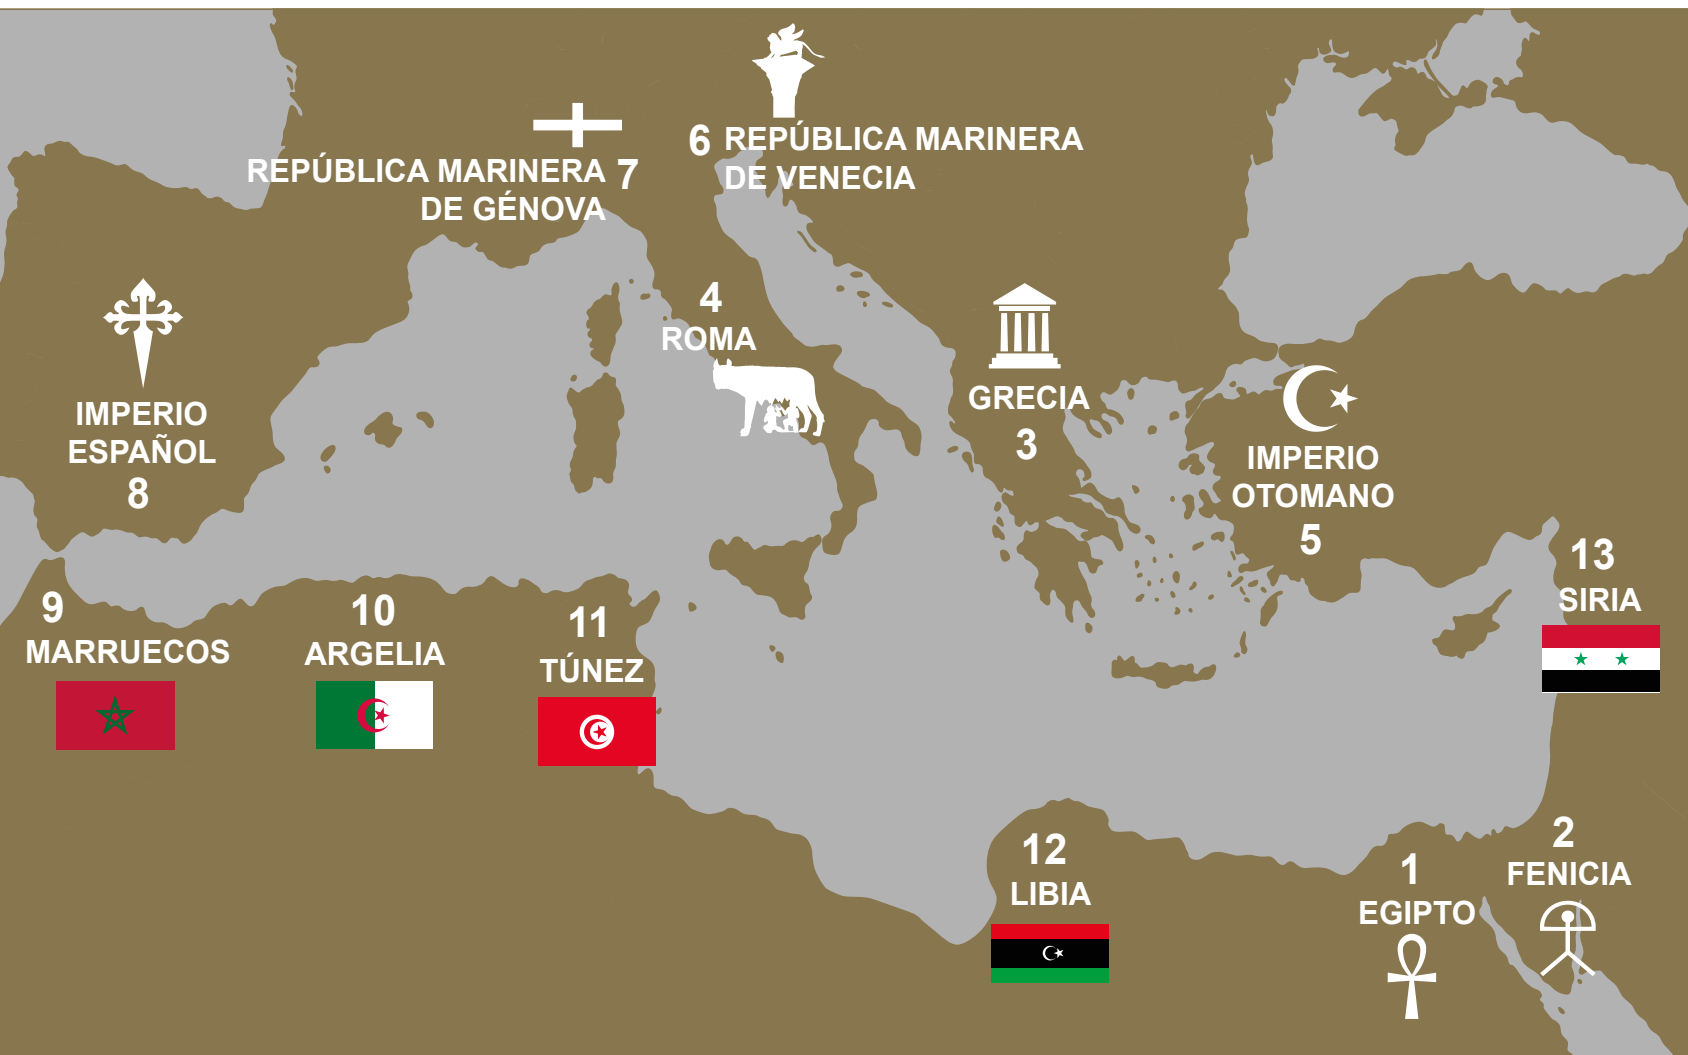 6 REPÚBLICA MARINERA
DE VENECIA
REPÚBLICA MARINERA 7
DE GÉNOVA
4
ROMA
GRECIA
3
IMPERIO
ESPAÑOL
8
IMPERIO
OTOMANO
5
13
SIRIA
9
MARRUECOS
10
ARGELIA
11
TÚNEZ
12
LIBIA
1
EGIPTO
2
FENICIA